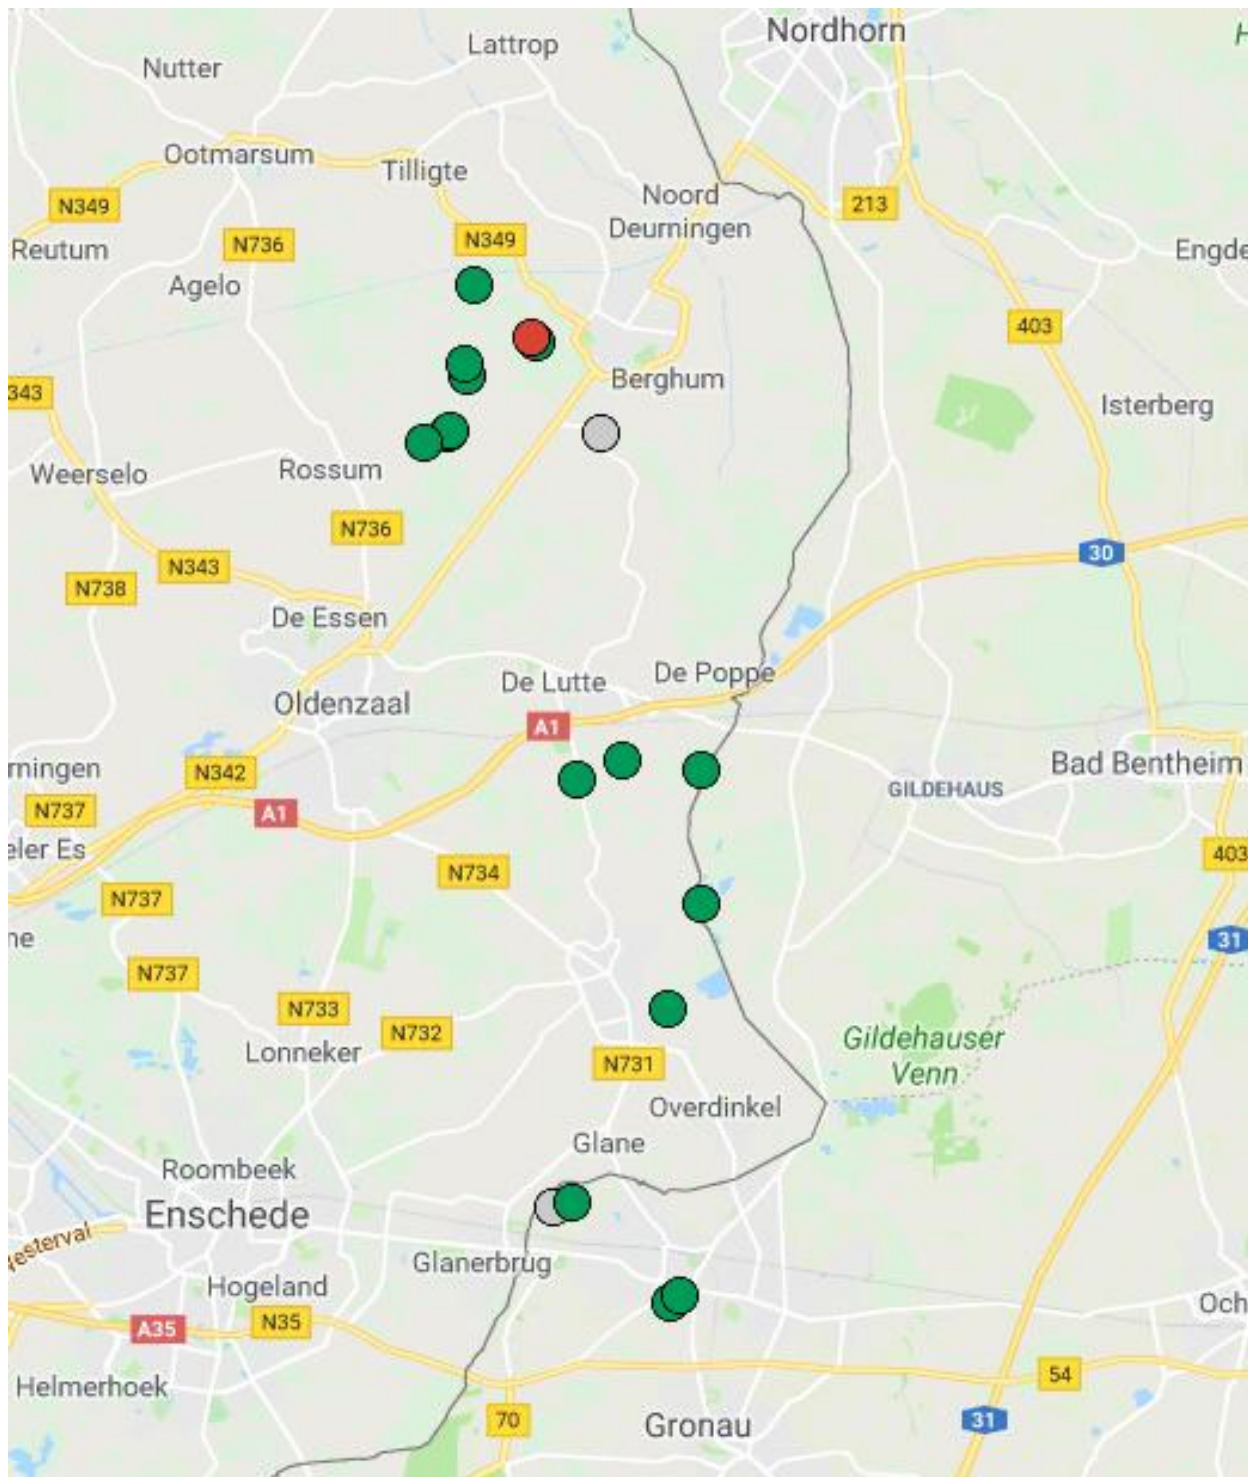 Nordhorn
H
Lattrop
Nutter
Ootmarsum
Tilligte
Noord
Deurningen
N349
213
N349
N736
Reutum
Engde
Agelo
403
Berghum
343
Isterberg
Rossum
Weerselo
N736
30
N343
N738
De Essen
De Poppe
De Lutte
Oldenzaal
A1
rningen
N342
Bad Bentheim
GILDEHAUS
N737
A1
eler Es
403
N734
N737
ne
31
N737
N733
N732
Gildehauser
Venn
Lonneker
N731
Overdinkel
Glane
Roombeek
Enschede
esterval
Glanerbrug
Hogeland
Och
N35
A35
54
Helmerhoek
70
Gronau
31